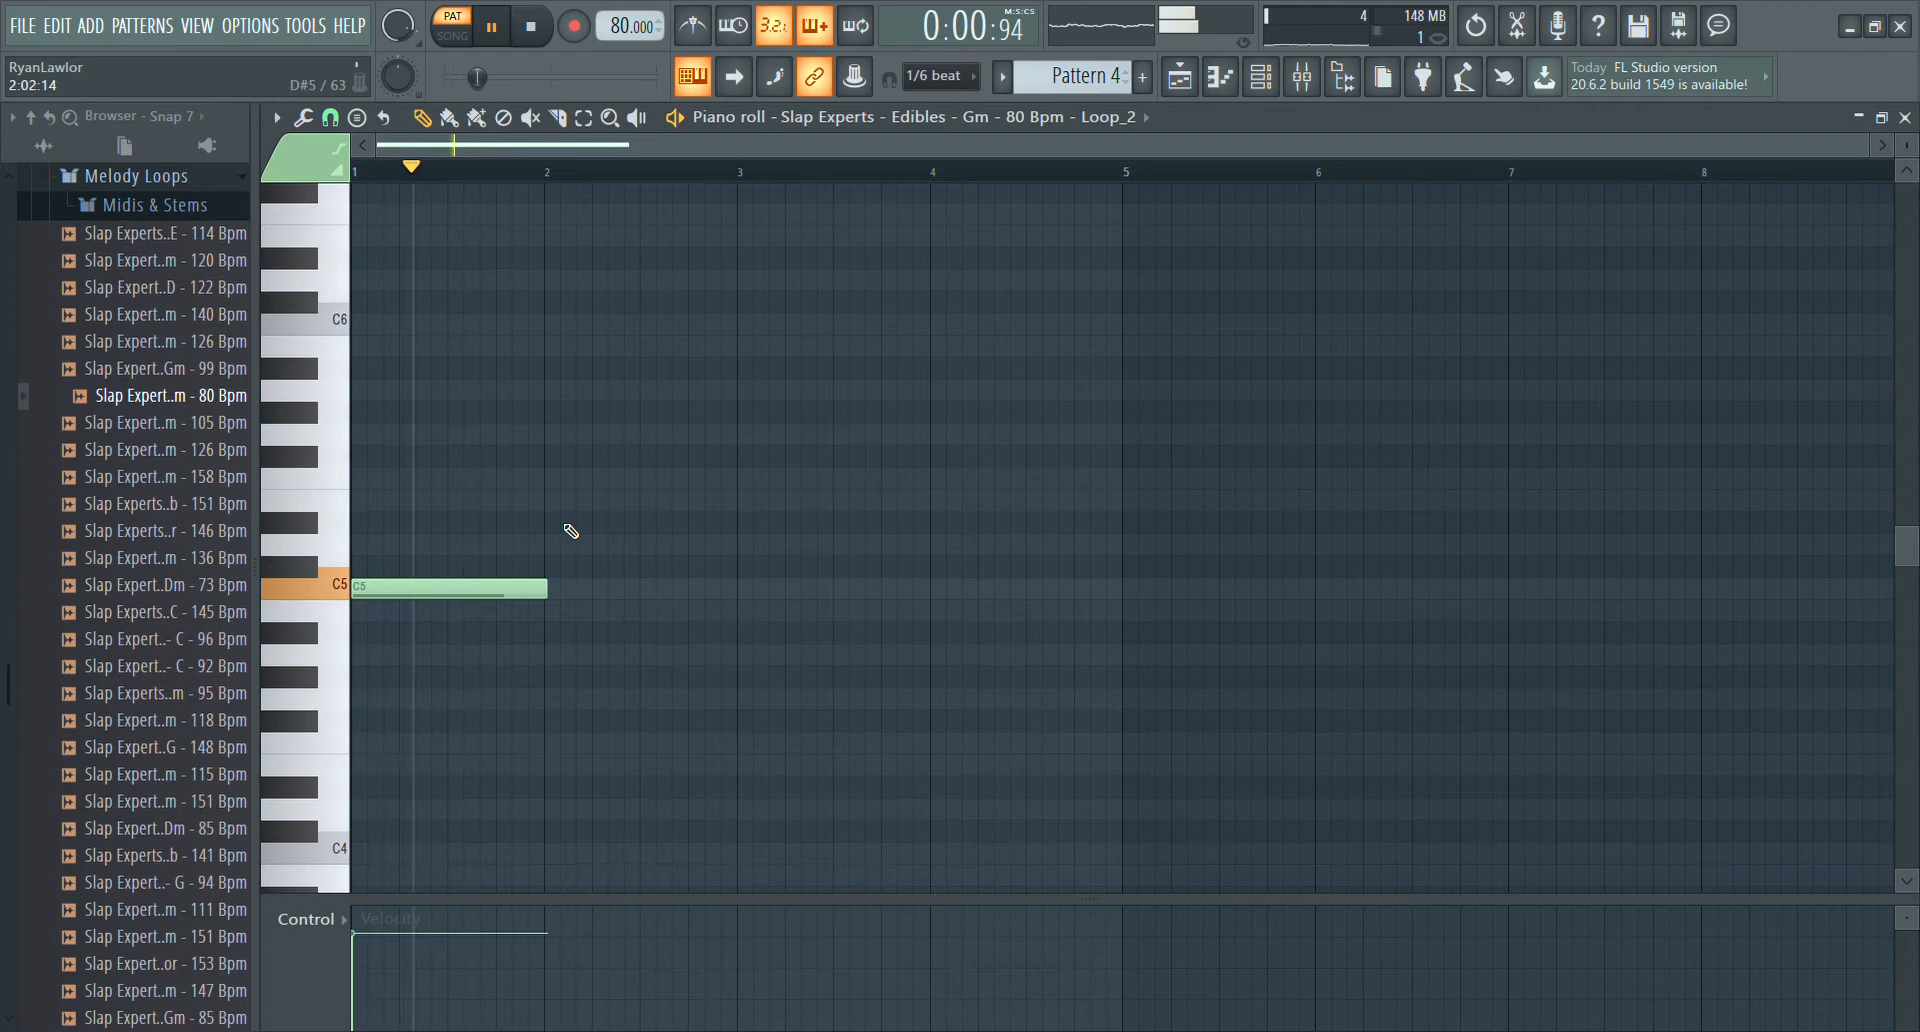 FILE EDIT ADD PATTERNS VIEW OPTIONS TOOLS HELP
PAT
SONG
80.000
3.2.
0:00:94
M:S:CS
4
148 MB
1
RyanLawlor
2:02:14
D#5 / 63
1/6 beat
Pattern 4
+
Today FL Studio version
20.6.2 build 1549 is available!
Browser - Snap 7
Piano roll - Slap Experts - Edibles - Gm - 80 Bpm - Loop_2
Melody Loops
Midis & Stems
Slap Experts..E - 114 Bpm
Slap Expert..m - 120 Bpm
Slap Expert..D - 122 Bpm
Slap Expert..m - 140 Bpm
Slap Expert..m - 126 Bpm
Slap Expert..Gm - 99 Bpm
Slap Expert..m - 80 Bpm
Slap Expert..m - 105 Bpm
Slap Expert..m - 126 Bpm
Slap Expert..m - 158 Bpm
Slap Experts..b - 151 Bpm
Slap Experts..r - 146 Bpm
Slap Expert..m - 136 Bpm
Slap Expert..Dm - 73 Bpm
Slap Experts..C - 145 Bpm
Slap Expert..- C - 96 Bpm
Slap Expert..- C - 92 Bpm
Slap Experts..m - 95 Bpm
Slap Expert..m - 118 Bpm
Slap Expert..G - 148 Bpm
Slap Expert..m - 115 Bpm
Slap Expert..m - 151 Bpm
Slap Expert..Dm - 85 Bpm
Slap Experts..b - 141 Bpm
Slap Expert..- G - 94 Bpm
Slap Expert..m - 111 Bpm
Slap Expert..m - 151 Bpm
Slap Expert..or - 153 Bpm
Slap Expert..m - 147 Bpm
Slap Expert..Gm - 85 Bpm
1 2 3 4 5 6 7 8
C6
C5
C5
C4
Control
Velocity